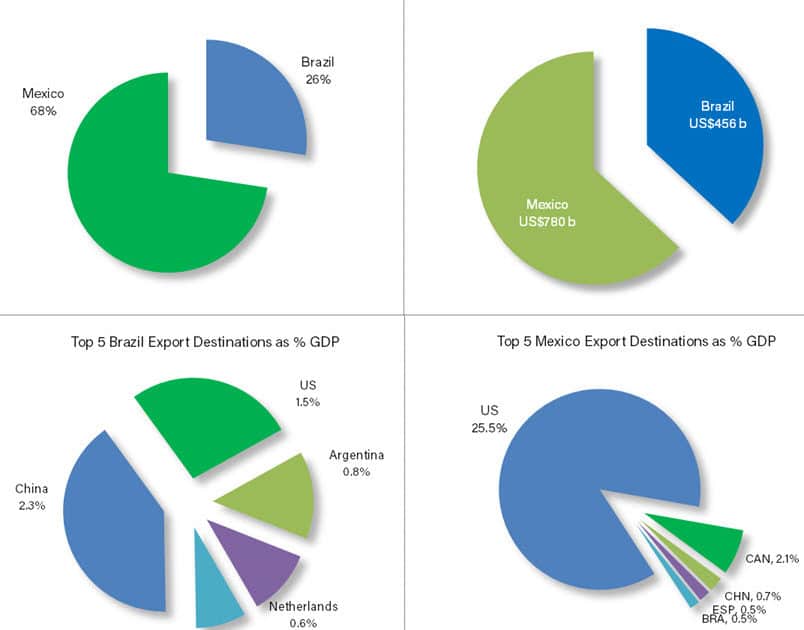 Brazil
26%
Mexico
68%
Brazil
US$456 b
Mexico
US$780 b
Top 5 Brazil Export Destinations as % GDP
US
1.5%
Argentina
0.8%
China
2.3%
Netherlands
0.6%
Top 5 Mexico Export Destinations as % GDP
US
25.5%
CAN, 2.1%
CHN, 0.7%
ESP, 0.5%
BRA, 0.5%